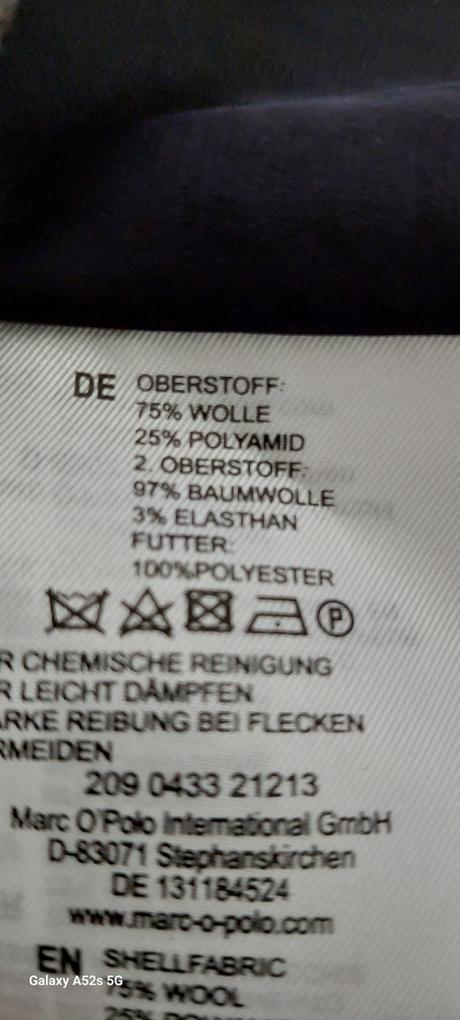 DE OBERSTOFF:
75% WOLLE
25% POLYAMID
2. OBERSTOFF:
97% BAUMWOLLE
3% ELASTHAN
FUTTER:
100%POLYESTER
P
R CHEMISCHE REINIGUNG
R LEICHT DÄMPFEN
ARKE REIBUNG BEI FLECKEN
RMEIDEN
209 0433 21213
Marc O'Polo International GmbH
D-83071 Stephanskirchen
DE 131184524
www.marc-o-polo.com
EN SHELLFABRIC
Galaxy A52s 5G
75% WOOL